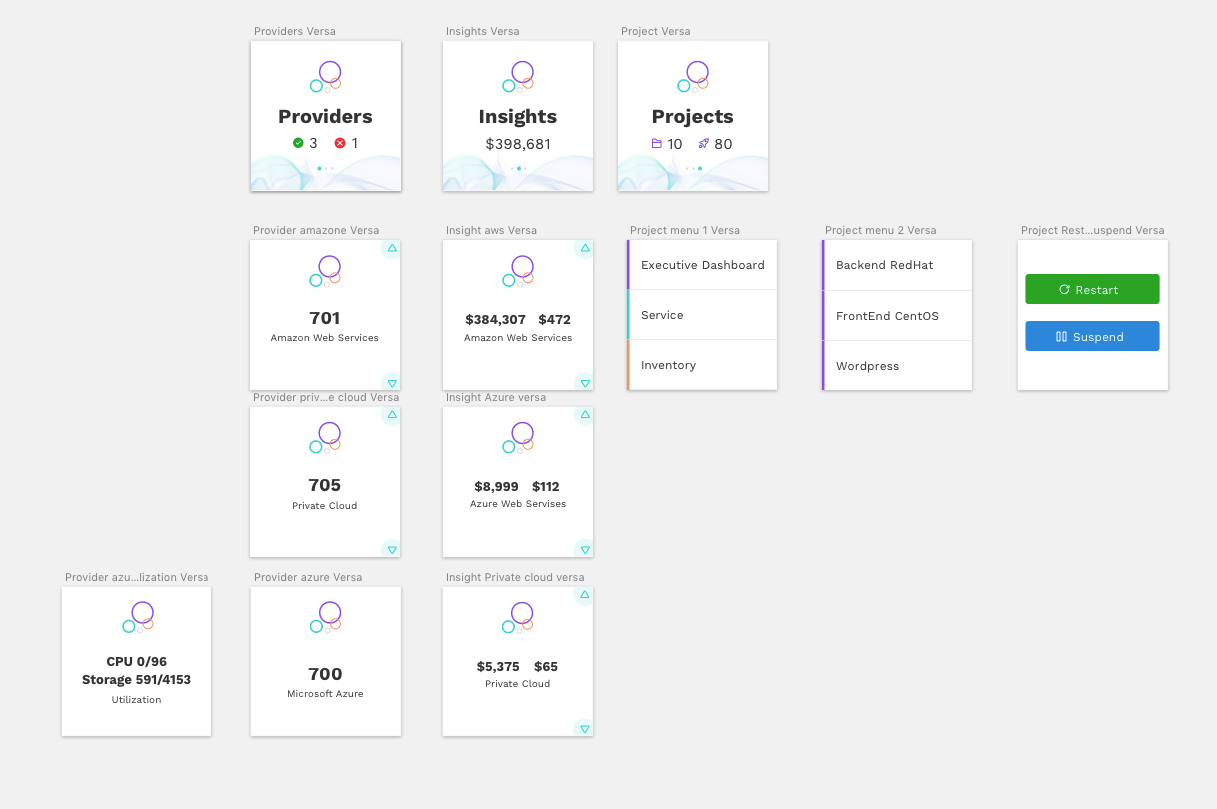 Providers Versa
Insights Versa
Project Versa
Providers
3 1
Insights
$398,681
Projects
10 80
Provider amazone Versa
Insight aws Versa
Project menu 1 Versa
Project menu 2 Versa
Project Rest...uspend Versa
701
Amazon Web Services
$384,307 $472
Amazon Web Services
Executive Dashboard
Service
Inventory
Backend RedHat
FrontEnd CentOS
Wordpress
Restart
Suspend
Provider priv...e cloud Versa
Insight Azure versa
705
Private Cloud
$8,999 $112
Azure Web Servises
Provider azu...lization Versa
Provider azure Versa
Insight Private cloud versa
CPU 0/96
Storage 591/4153
Utilization
700
Microsoft Azure
$5,375 $65
Private Cloud